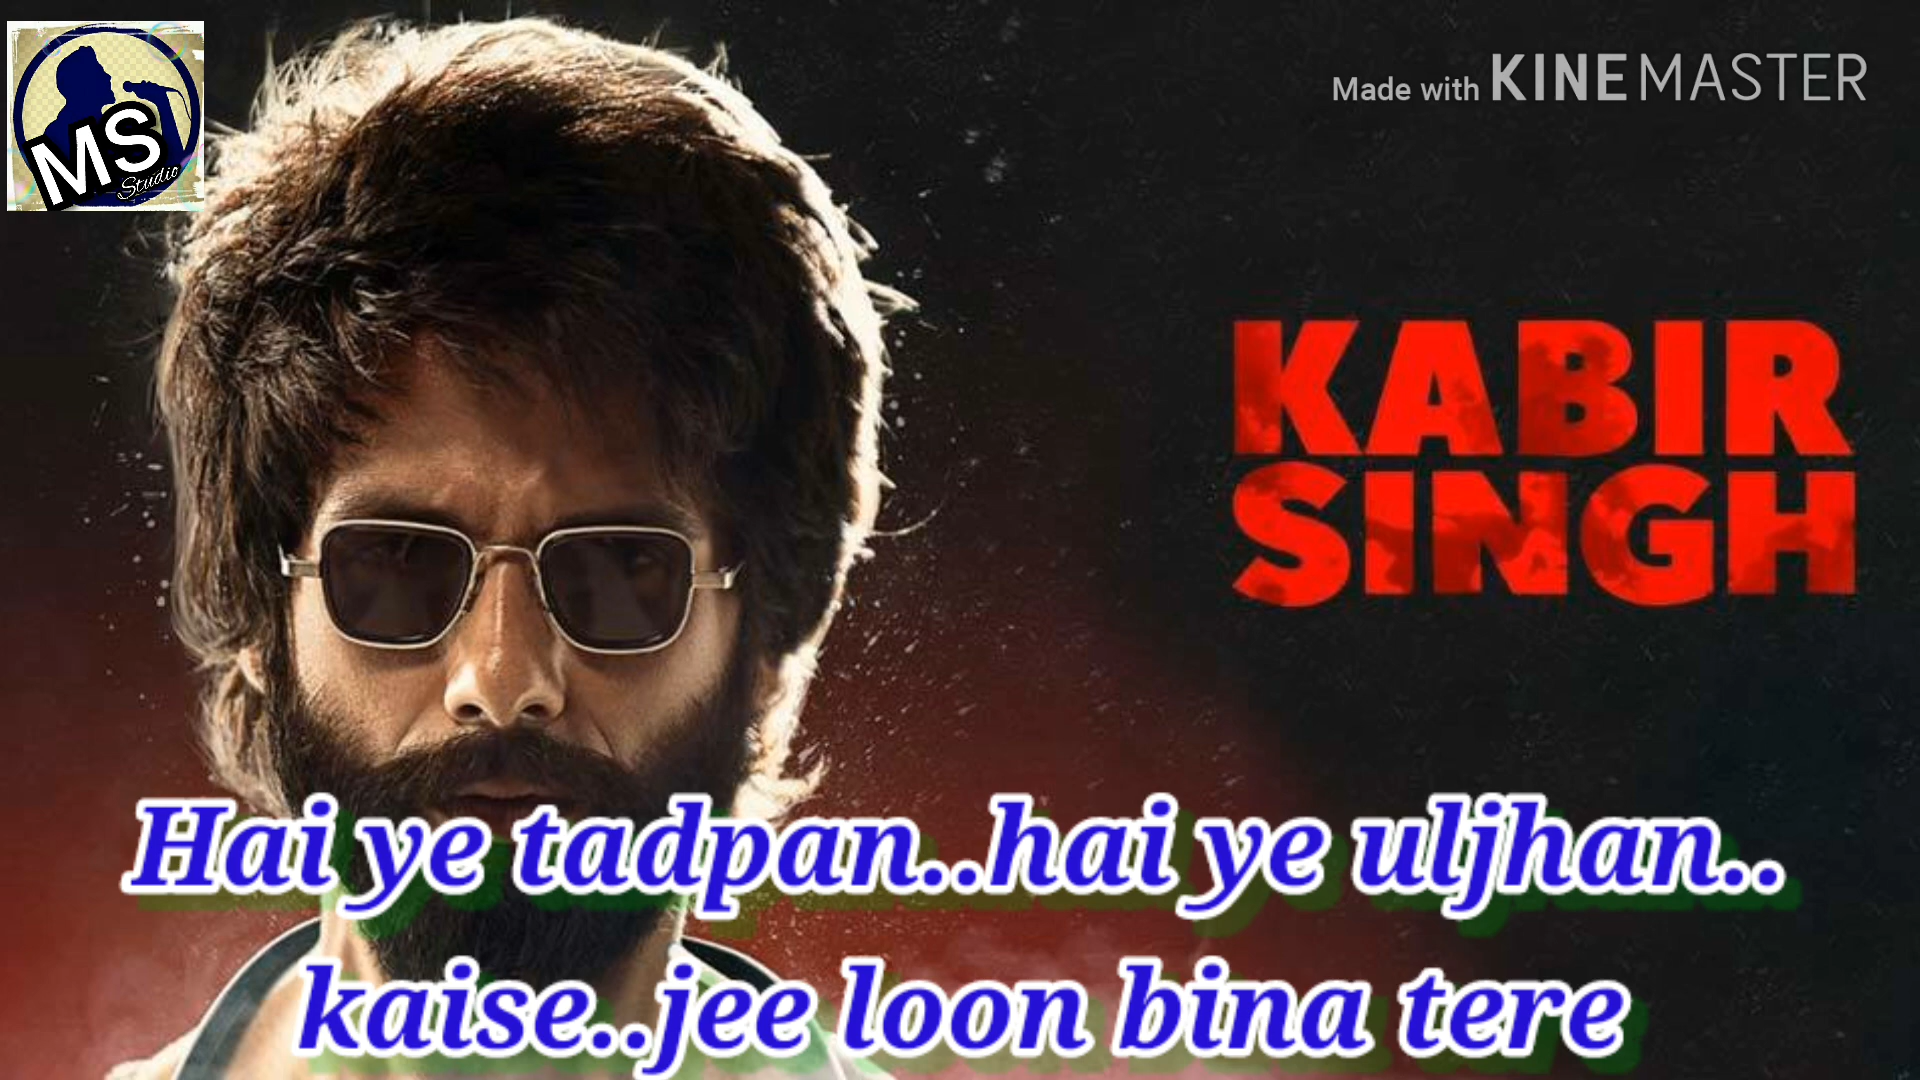 MS
Studio
Made with KINEMASTER
KABIR
SINGH
Hai ye tadpan..hai ye uljhan..
kaise..jee loon bina tere